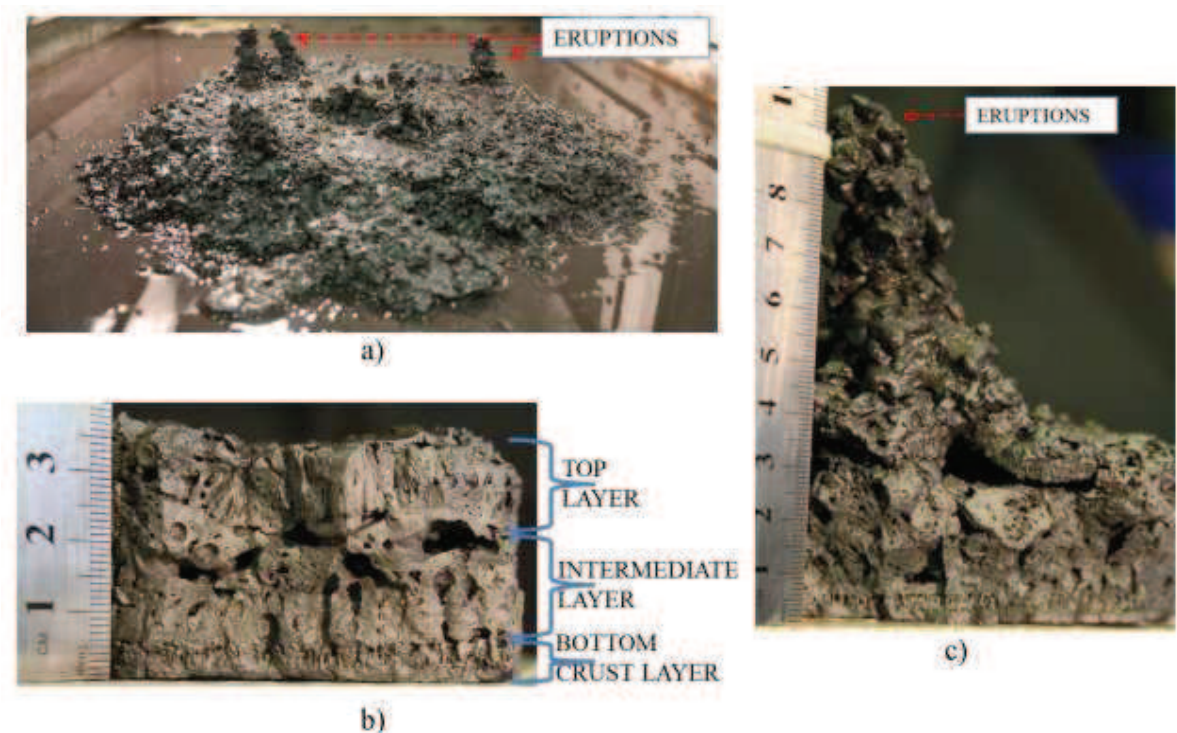 ERUPTIONS
a)
3
2
1
CM
TOP
LAYER
INTERMEDIATE
LAYER
BOTTOM
CRUST LAYER
b)
ERUPTIONS
8
7
6
5
4
3
2
1
c)